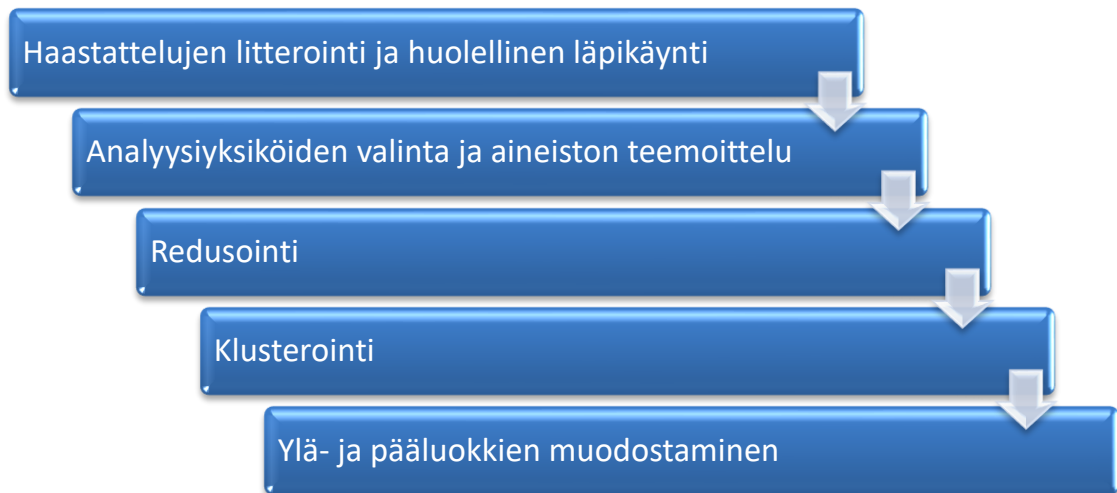 Haastattelujen litterointi ja huolellinen läpikäynti
Analyysiyksiköiden valinta ja aineiston teemoittelu
Redusointi
Klusterointi
Ylä- ja pääluokkien muodostaminen